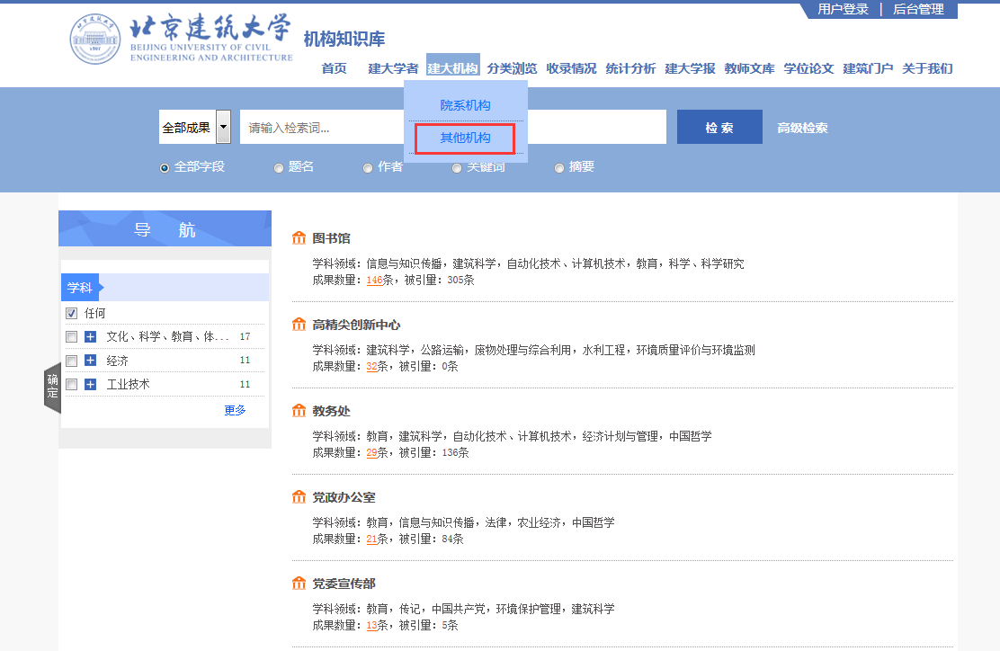 用户登录 | 后台管理
北京建筑大学
BEIJING UNIVERSITY OF CIVIL
ENGINEERING AND ARCHITECTURE
1907
机构知识库
首页 建大学者 建大机构 分类浏览 收录情况 统计分析 建大学报 教师文库 学位论文 建筑门户 关于我们
院系机构
其他机构
全部成果 请输入检索词... 检 索 高级检索
全部字段 题名 作者 关键词 摘要
导 航
学科
任何
文化、科学、教育、体... 17
经济 11
工业技术 11
更多
确定
图书馆
学科领域: 信息与知识传播，建筑科学，自动化技术、计算机技术，教育，科学、科学研究
成果数量: 146条，被引量: 305条
高精尖创新中心
学科领域: 建筑科学，公路运输，废物处理与综合利用，水利工程，环境质量评价与环境监测
成果数量: 32条，被引量: 0条
教务处
学科领域: 教育，建筑科学，自动化技术、计算机技术，经济计划与管理，中国哲学
成果数量: 29条，被引量: 136条
党政办公室
学科领域: 教育，信息与知识传播，法律，农业经济，中国哲学
成果数量: 21条，被引量: 84条
党委宣传部
学科领域: 教育，传记，中国共产党，环境保护管理，建筑科学
成果数量: 13条，被引量: 5条